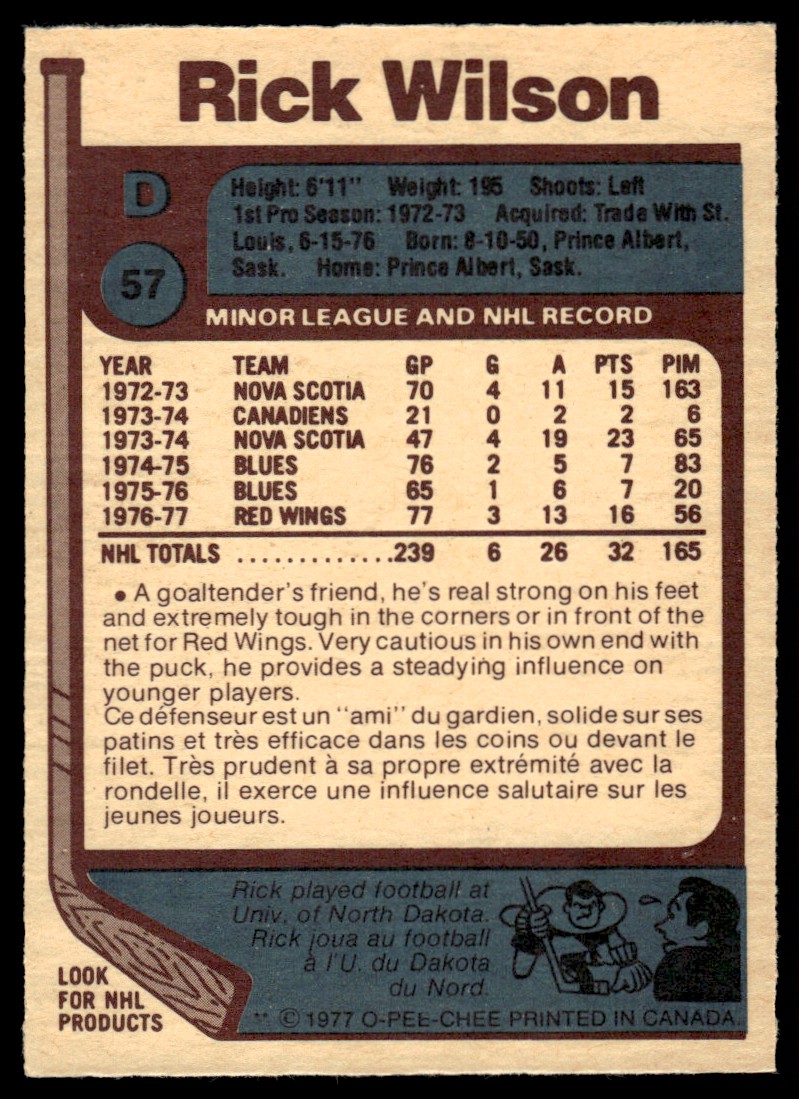 Rick Wilson
D
Height: 6'11" Weight: 195 Shoots: Left
1st Pro Season: 1972-73 Acquired: Trade With St.
Louis, 6-15-76 Born: 8-10-50, Prince Albert,
Sask. Home: Prince Albert, Sask.
57
MINOR LEAGUE AND NHL RECORD
YEAR TEAM GP G A PTS PIM
1972-73 NOVA SCOTIA 70 4 11 15 163
1973-74 CANADIENS 21 0 2 2 6
1973-74 NOVA SCOTIA 47 4 19 23 65
1974-75 BLUES 76 2 5 7 83
1975-76 BLUES 65 1 6 7 20
1976-77 RED WINGS 77 3 13 16 56
NHL TOTALS .............239 6 26 32 165
• A goaltender's friend, he's real strong on his feet
and extremely tough in the corners or in front of the
net for Red Wings. Very cautious in his own end with
the puck, he provides a steadying influence on
younger players.
Ce défenseur est un "ami" du gardien, solide sur ses
patins et très efficace dans les coins ou devant le
filet. Très prudent à sa propre extrémité avec la
rondelle, il exerce une influence salutaire sur les
jeunes joueurs.
Rick played football at
Univ. of North Dakota.
Rick joua au football
à l'U. du Dakota
du Nord.
LOOK
FOR NHL
PRODUCTS
** © 1977 O-PEE-CHEE PRINTED IN CANADA